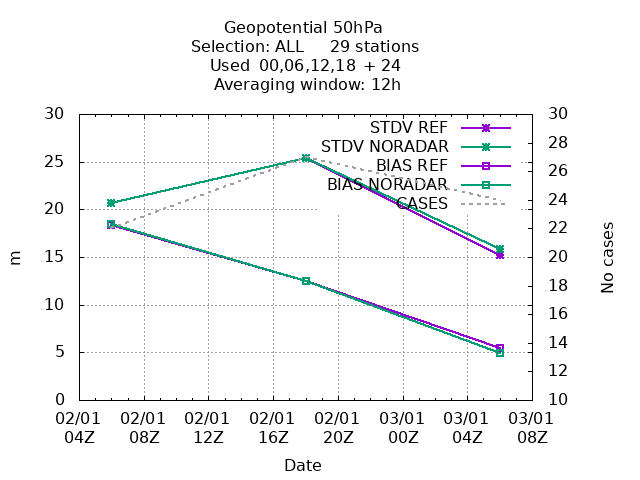 Geopotential 50hPa
Selection: ALL 29 stations
Used 00,06,12,18 + 24
Averaging window: 12h
STDV REF
STDV NORADAR
BIAS REF
BIAS NORADAR
CASES
30
25
20
15
10
5
0
m
30
28
26
24
22
20
18
16
14
12
10
No cases
02/01 02/01 02/01 02/01 02/01 03/01 03/01 03/01
04Z 08Z 12Z 16Z 20Z 00Z 04Z 08Z
Date